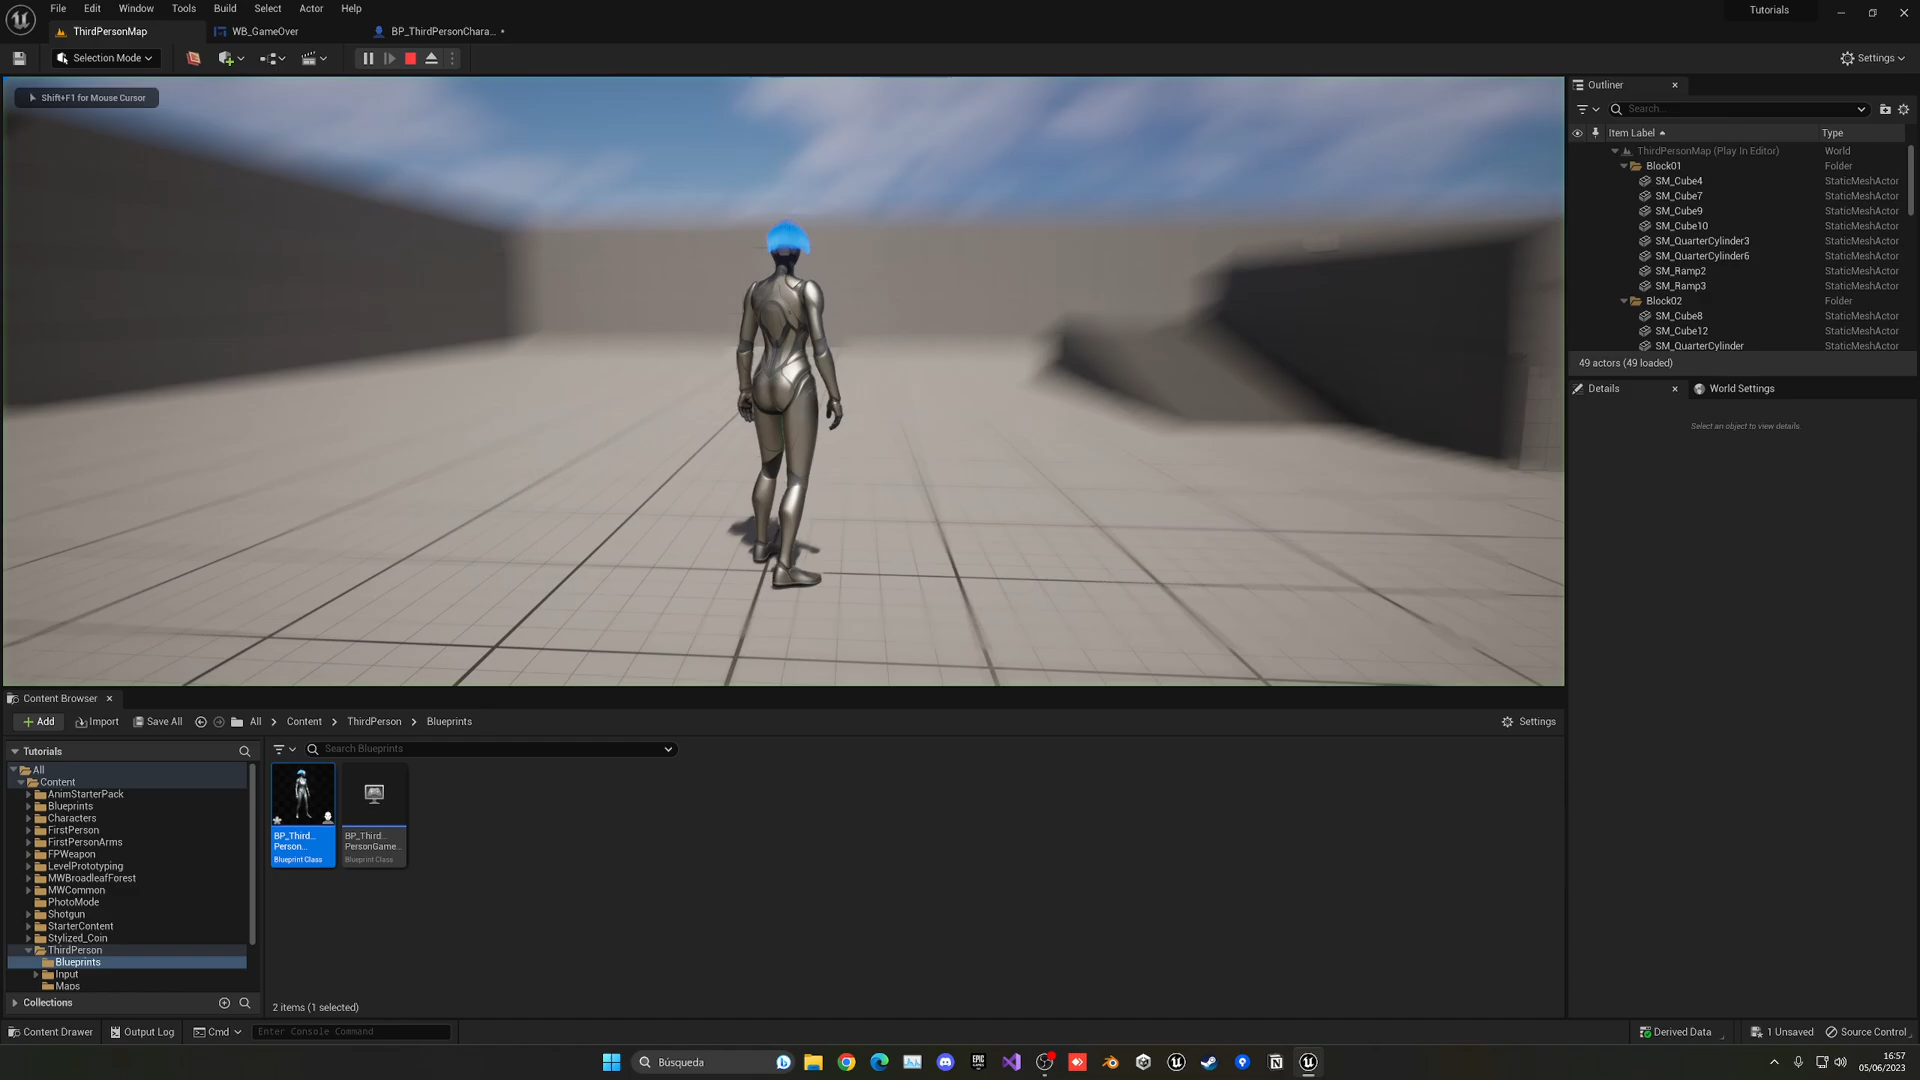 File Edit Window Tools Build Select Actor Help
Tutorials
ThirdPersonMap
WB_GameOver
BP_ThirdPersonChara... •
Selection Mode
Settings
Shift+F1 for Mouse Cursor
Outliner
Search...
Item Label
Type
ThirdPersonMap (Play In Editor) World
Block01 Folder
SM_Cube4 StaticMeshActor
SM_Cube7 StaticMeshActor
SM_Cube9 StaticMeshActor
SM_Cube10 StaticMeshActor
SM_QuarterCylinder3 StaticMeshActor
SM_QuarterCylinder6 StaticMeshActor
SM_Ramp2 StaticMeshActor
SM_Ramp3 StaticMeshActor
Block02 Folder
SM_Cube8 StaticMeshActor
SM_Cube12 StaticMeshActor
SM_QuarterCylinder StaticMeshActor
49 actors (49 loaded)
Details
World Settings
Select an object to view details.
Content Browser
Add
Import
Save All
All > Content > ThirdPerson > Blueprints
Settings
Tutorials
Search Blueprints
All
Content
AnimStarterPack
Blueprints
Characters
FirstPerson
FirstPersonArms
FPWeapon
LevelPrototyping
MWBroadleafForest
MWCommon
PhotoMode
Shotgun
StarterContent
Stylized_Coin
ThirdPerson
Blueprints
Input
Maps
Collections
BP_Third...
Person...
Blueprint Class
BP_Third...
PersonGame...
Blueprint Class
2 items (1 selected)
Content Drawer
Output Log
Cmd
Enter Console Command
Derived Data
1 Unsaved
Source Control
Búsqueda
EPIC
GAMES
16:57
05/06/2023